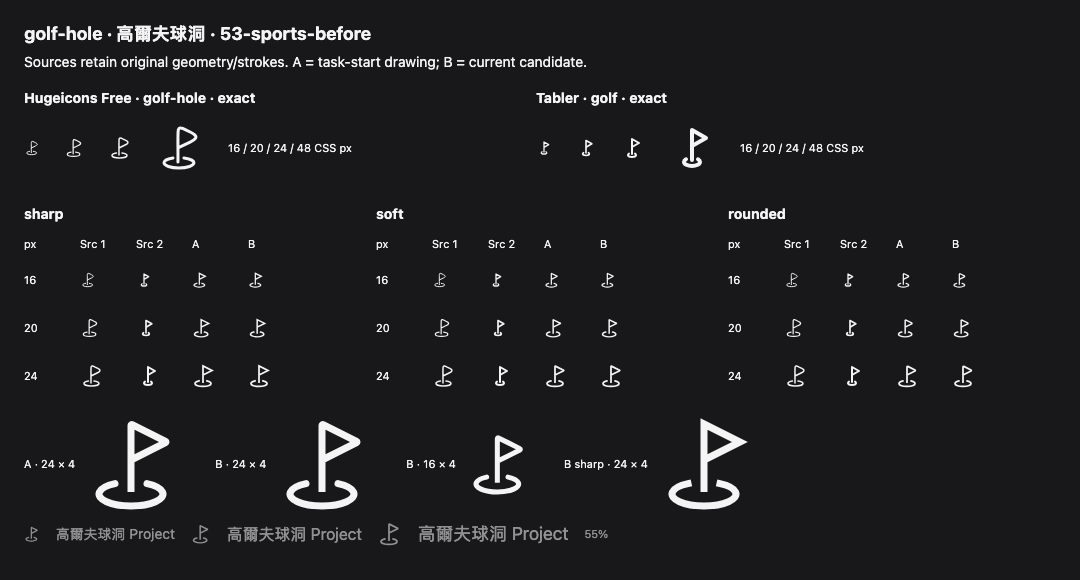 golf-hole · 高爾夫球洞 · 53-sports-before
Sources retain original geometry/strokes. A = task-start drawing; B = current candidate.
Hugeicons Free · golf-hole · exact
16 / 20 / 24 / 48 CSS px
Tabler · golf · exact
16 / 20 / 24 / 48 CSS px
sharp
px Src 1 Src 2 A B
16
20
24
soft
px Src 1 Src 2 A B
16
20
24
rounded
px Src 1 Src 2 A B
16
20
24
A · 24 × 4
B · 24 × 4
B · 16 × 4
B sharp · 24 × 4
高爾夫球洞 Project
高爾夫球洞 Project
高爾夫球洞 Project
55%